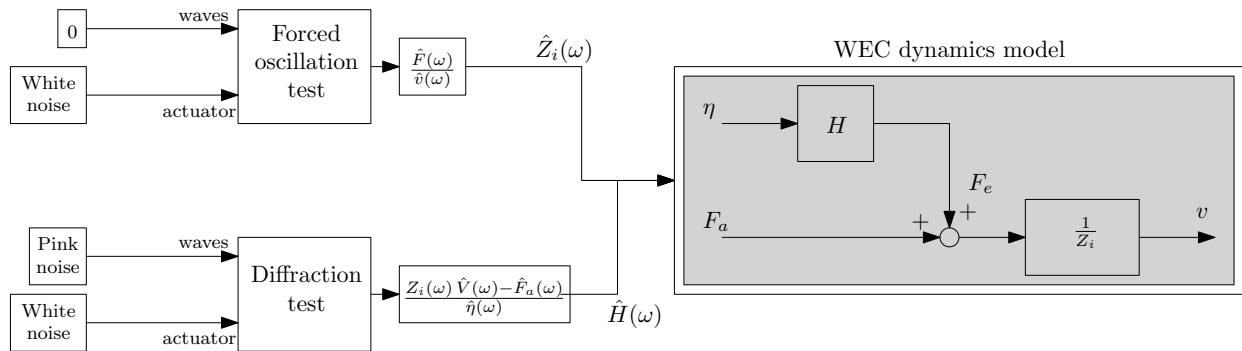 0
waves
White
noise
actuator
Forced
oscillation
test
F̂(ω)
v̂(ω)
Ẑ_i(ω)
Pink
noise
waves
White
noise
actuator
Diffraction
test
Z_i(ω) V̂(ω)−F̂_a(ω)
η̂(ω)
Ĥ(ω)
WEC dynamics model
η
H
F_e
F_a
+
+
1
Z_i
v